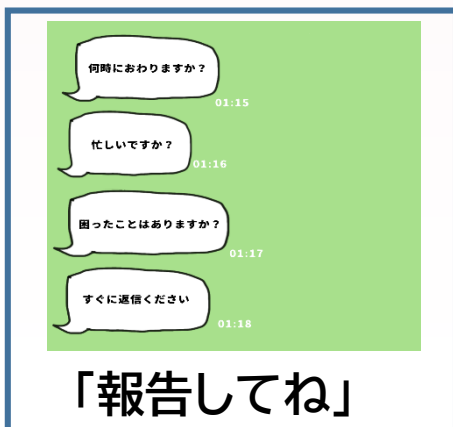 何時におわりますか？
01:15
忙しいですか？
01:16
困ったことはありますか？
01:17
すぐに返信ください
01:18
「報告してね」